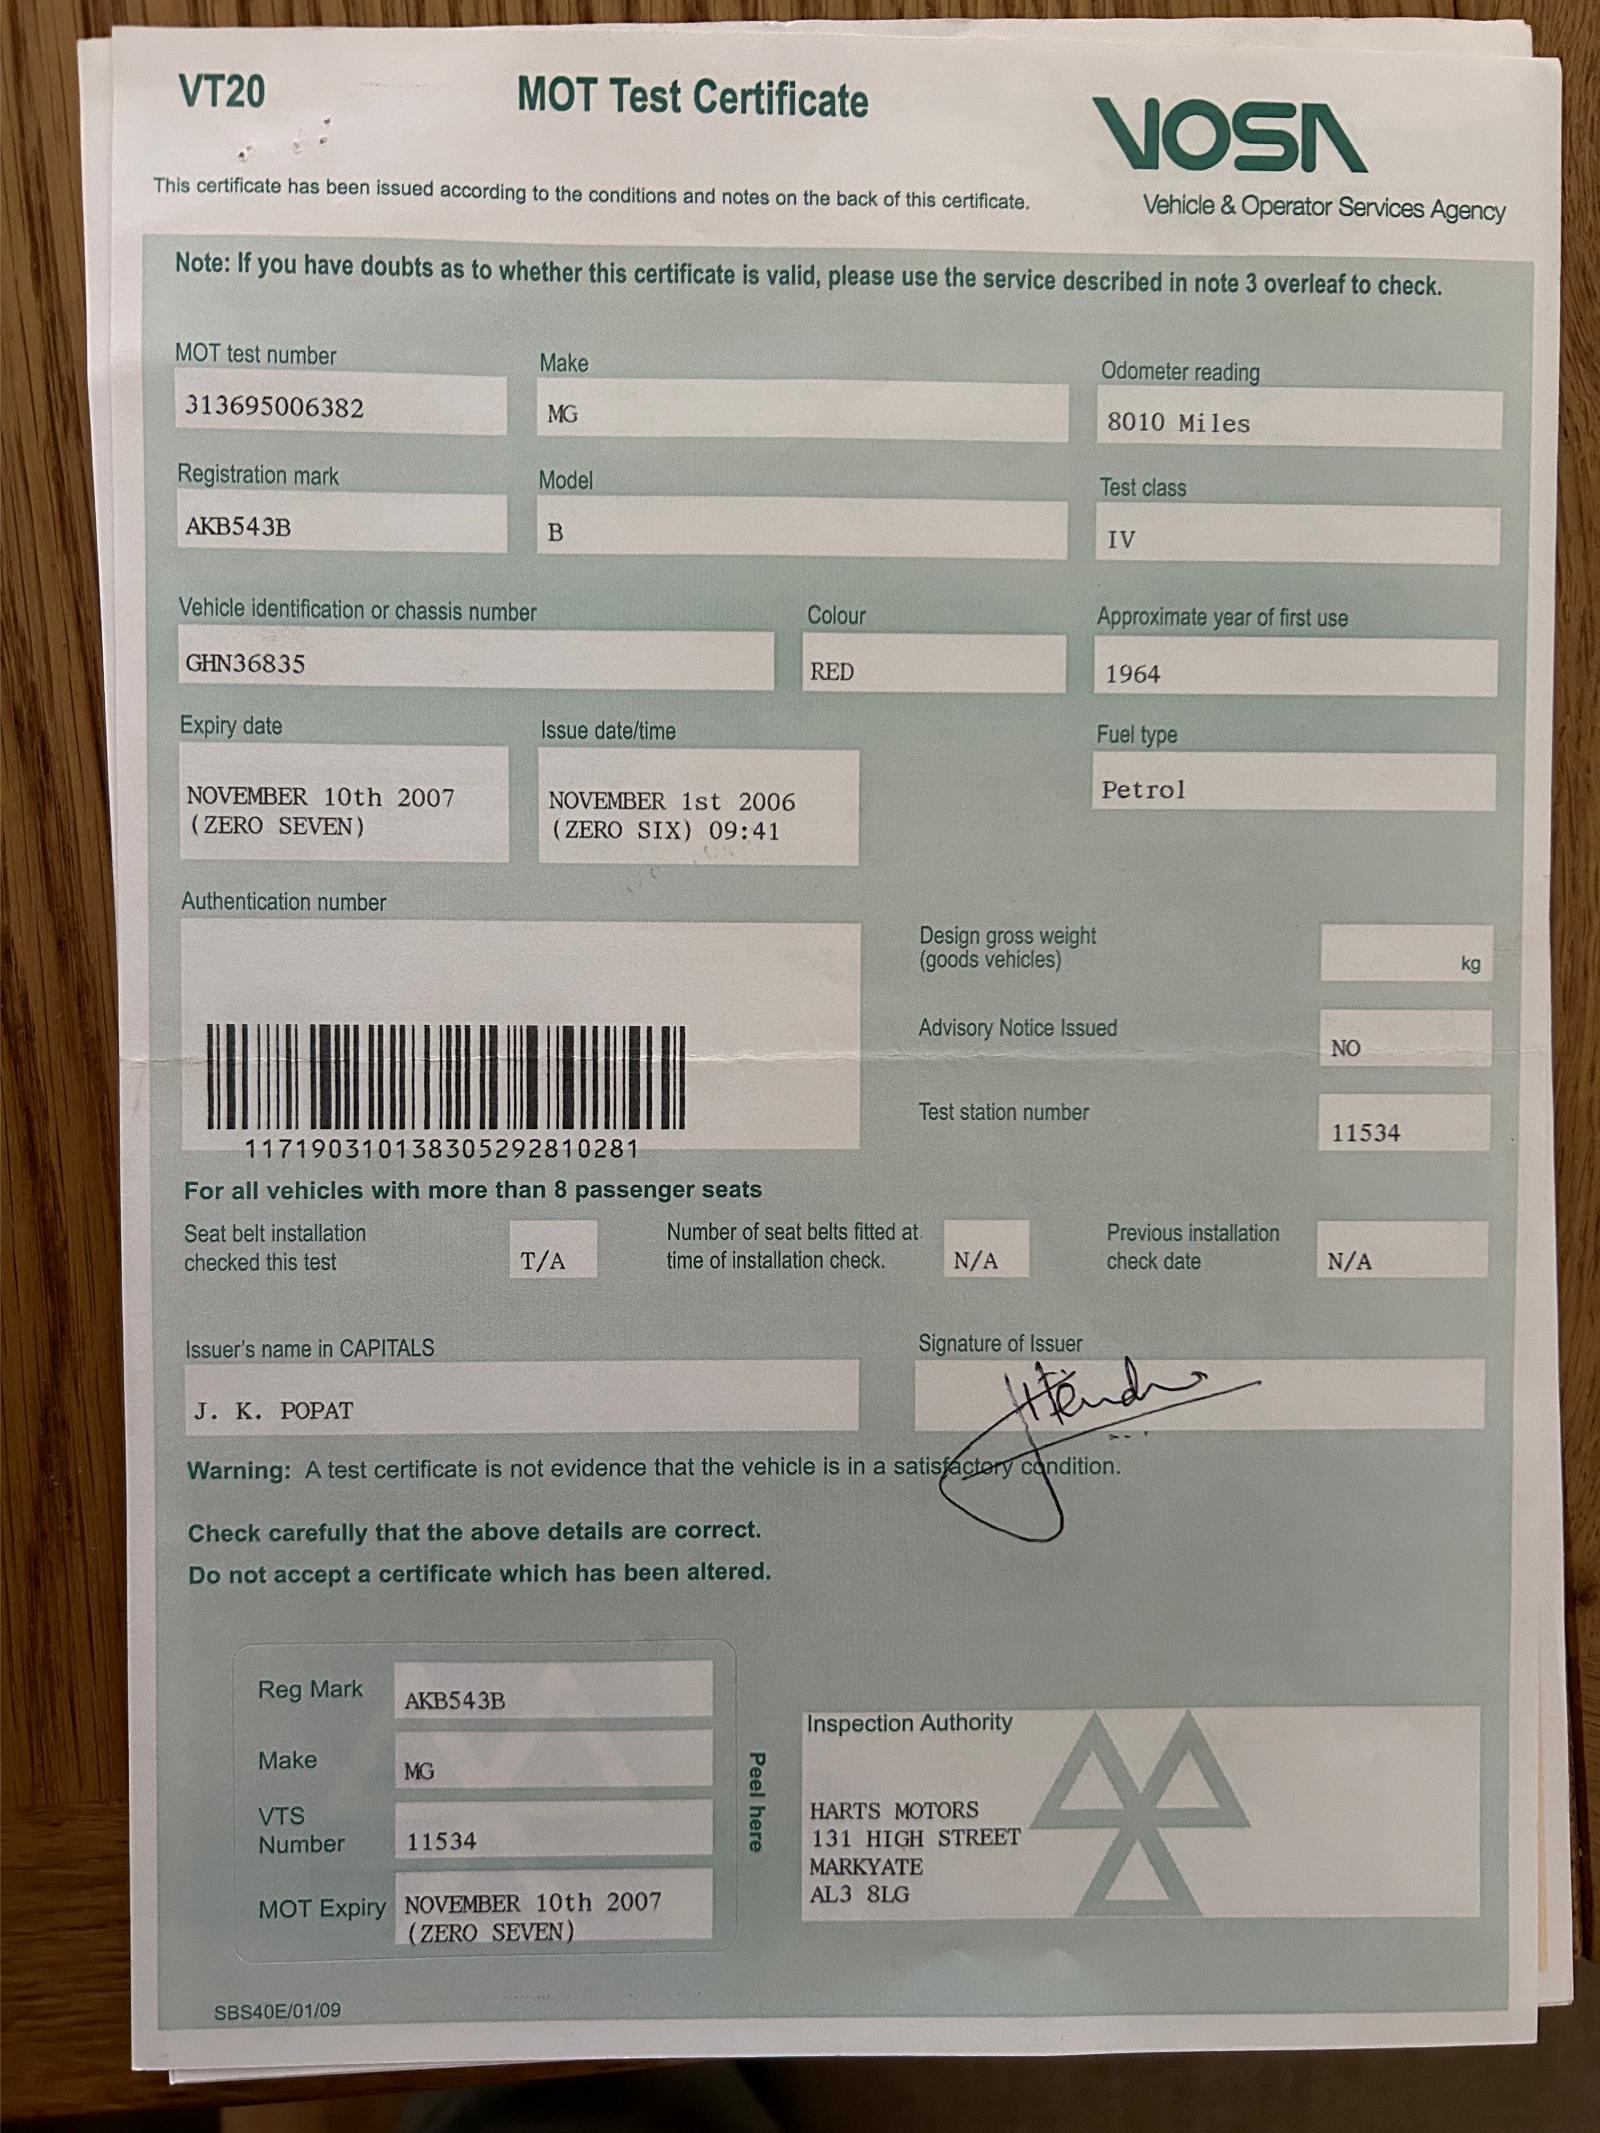 VT20
MOT Test Certificate
VOSA
Vehicle & Operator Services Agency
This certificate has been issued according to the conditions and notes on the back of this certificate.
Note: If you have doubts as to whether this certificate is valid, please use the service described in note 3 overleaf to check.
MOT test number
313695006382
Make
MG
Odometer reading
8010 Miles
Registration mark
AKB543B
Model
B
Test class
IV
Vehicle identification or chassis number
GHN36835
Colour
RED
Approximate year of first use
1964
Expiry date
NOVEMBER 10th 2007
(ZERO SEVEN)
Issue date/time
NOVEMBER 1st 2006
(ZERO SIX) 09:41
Fuel type
Petrol
Authentication number
117190310138305292810281
Design gross weight
(goods vehicles)
kg
Advisory Notice Issued
NO
Test station number
11534
For all vehicles with more than 8 passenger seats
Seat belt installation
checked this test
T/A
Number of seat belts fitted at
time of installation check.
N/A
Previous installation
check date
N/A
Issuer's name in CAPITALS
J. K. POPAT
Signature of Issuer
Warning: A test certificate is not evidence that the vehicle is in a satisfactory condition.
Check carefully that the above details are correct.
Do not accept a certificate which has been altered.
Reg Mark
AKB543B
Make
MG
VTS
Number
11534
MOT Expiry
NOVEMBER 10th 2007
(ZERO SEVEN)
Peel here
Inspection Authority
HARTS MOTORS
131 HIGH STREET
MARKYATE
AL3 8LG
SBS40E/01/09